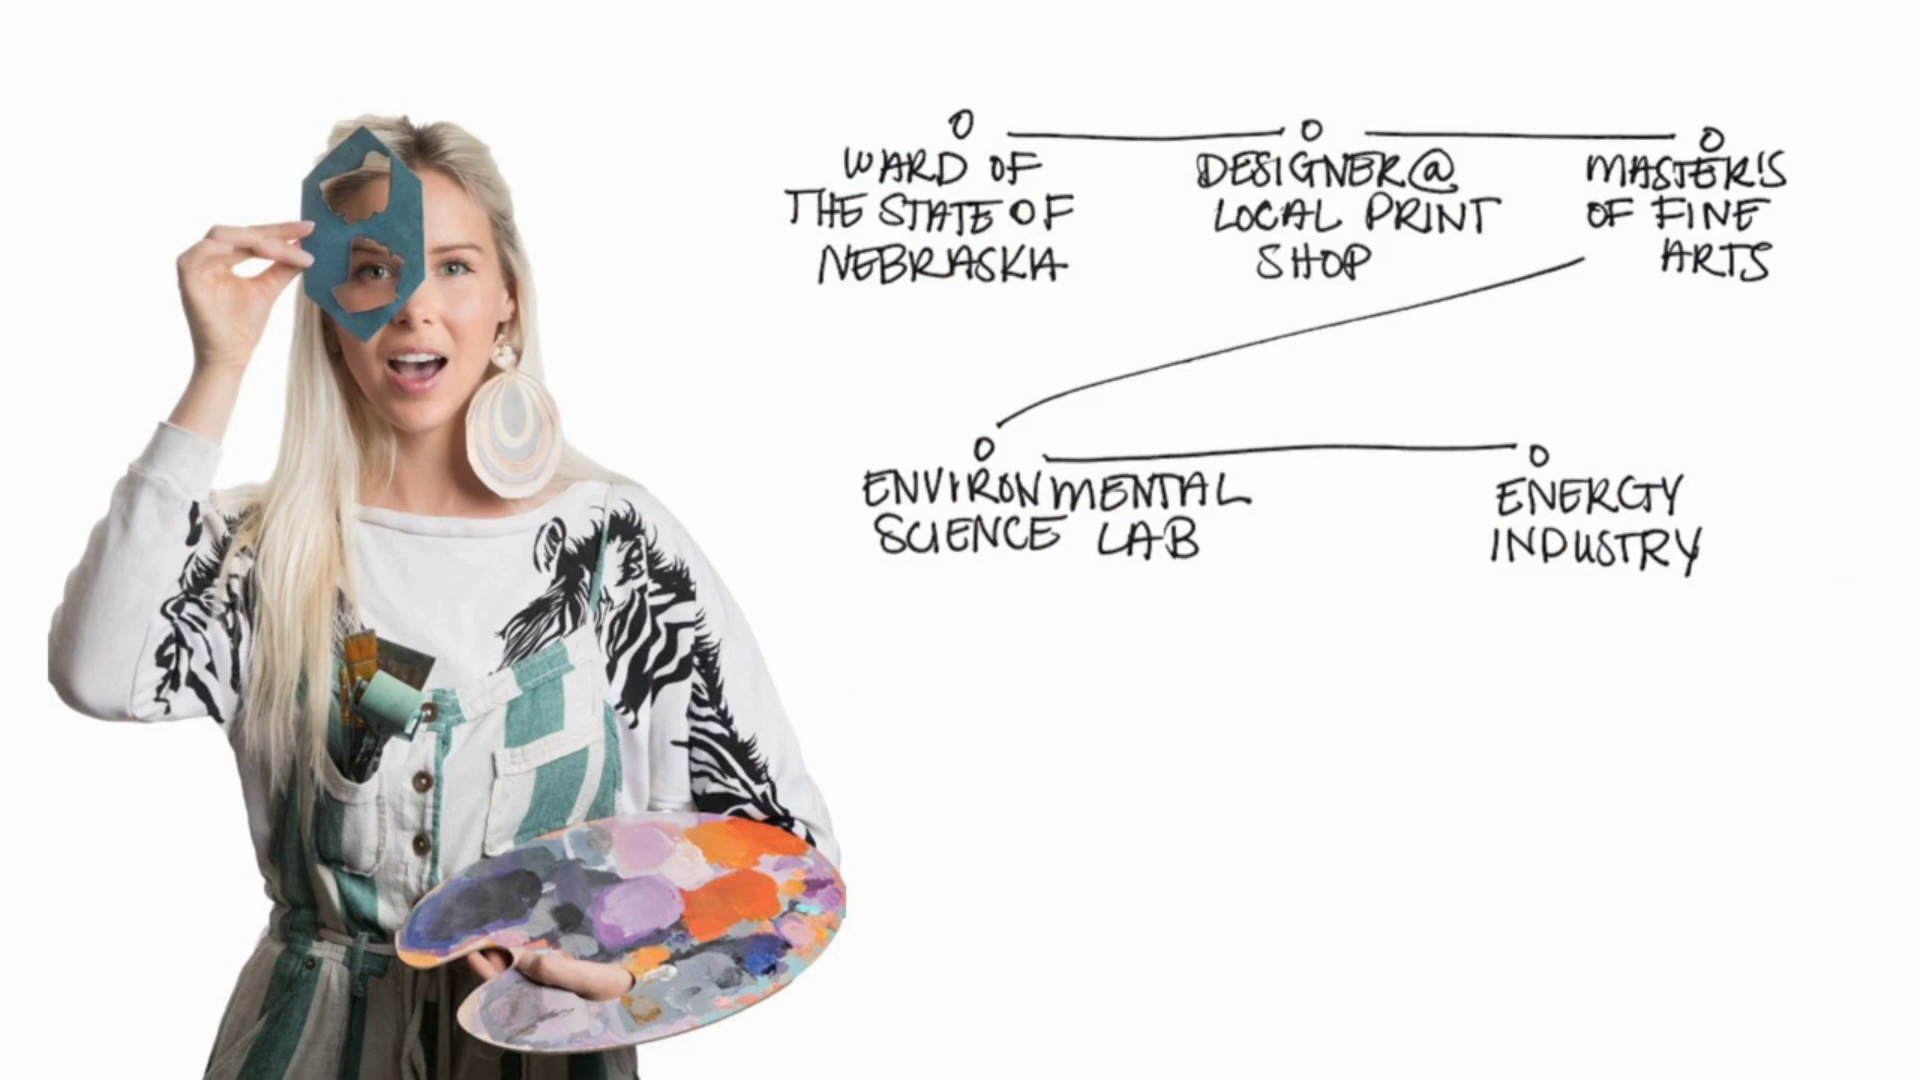 WARD OF
THE STATE OF
NEBRASKA
DESIGNER@
LOCAL PRINT
SHOP
MASTER'S
OF FINE
ARTS
ENVIRONMENTAL
SCIENCE LAB
ENERGY
INDUSTRY